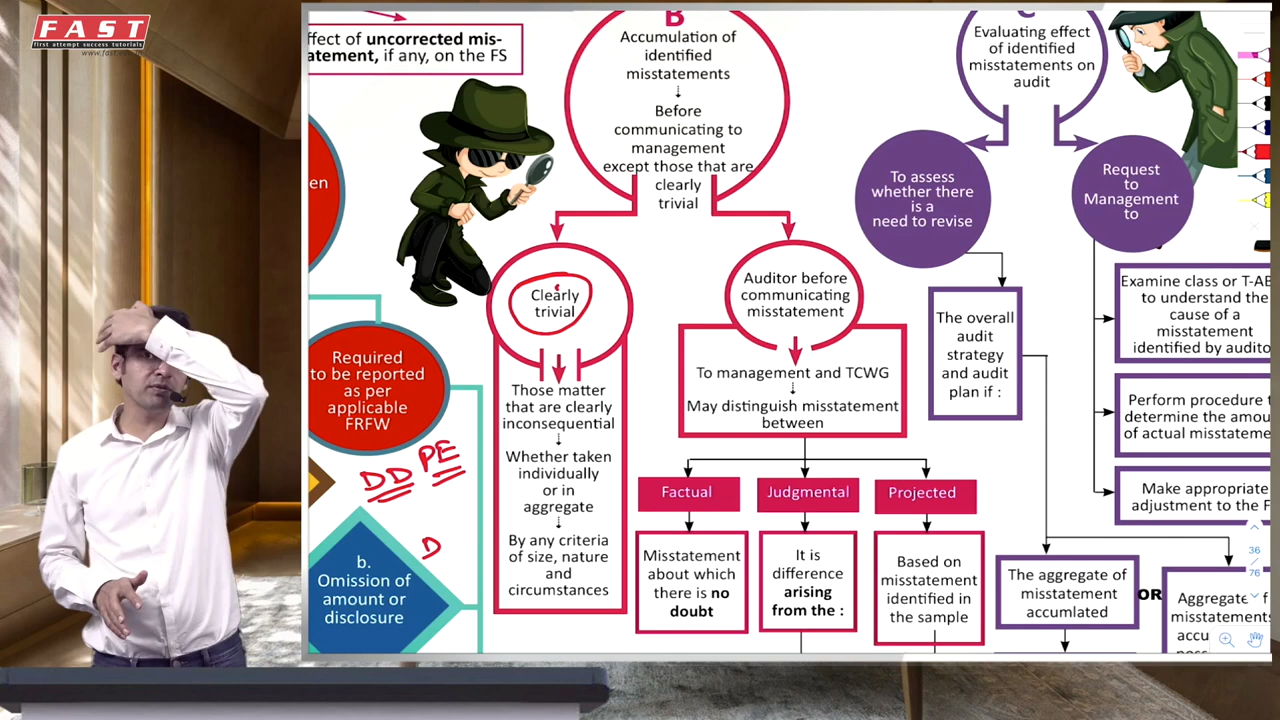 FAST
first attempt success tutorials
ffect of uncorrected mis-
atement, if any, on the FS
en
Required
to be reported
as per
applicable
FRFW
DD PE
D
b.
Omission of
amount or
disclosure
B
Accumulation of
identified
misstatements
Before
communicating to
management
except those that are
clearly
trivial
Clearly
trivial
Those matter
that are clearly
inconsequential
Whether taken
individually
or in
aggregate
By any criteria
of size, nature
and
circumstances
Auditor before
communicating
misstatement
To management and TCWG
May distinguish misstatement
between
Factual
Judgmental
Projected
Misstatement
about which
there is no
doubt
It is
difference
arising
from the :
Based on
misstatement
identified in
the sample
C
Evaluating effect
of identified
misstatements on
audit
To assess
whether there
is a
need to revise
The overall
audit
strategy
and audit
plan if :
The aggregate of
misstatement
accumlated
OR
Aggregate f
misstatements
accu
Request
to
Management
to
Examine class or T-AB
to understand the
cause of a
misstatement
identified by audito
Perform procedure t
determine the amou
of actual misstateme
Make appropriate
adjustment to the F
36
/
76